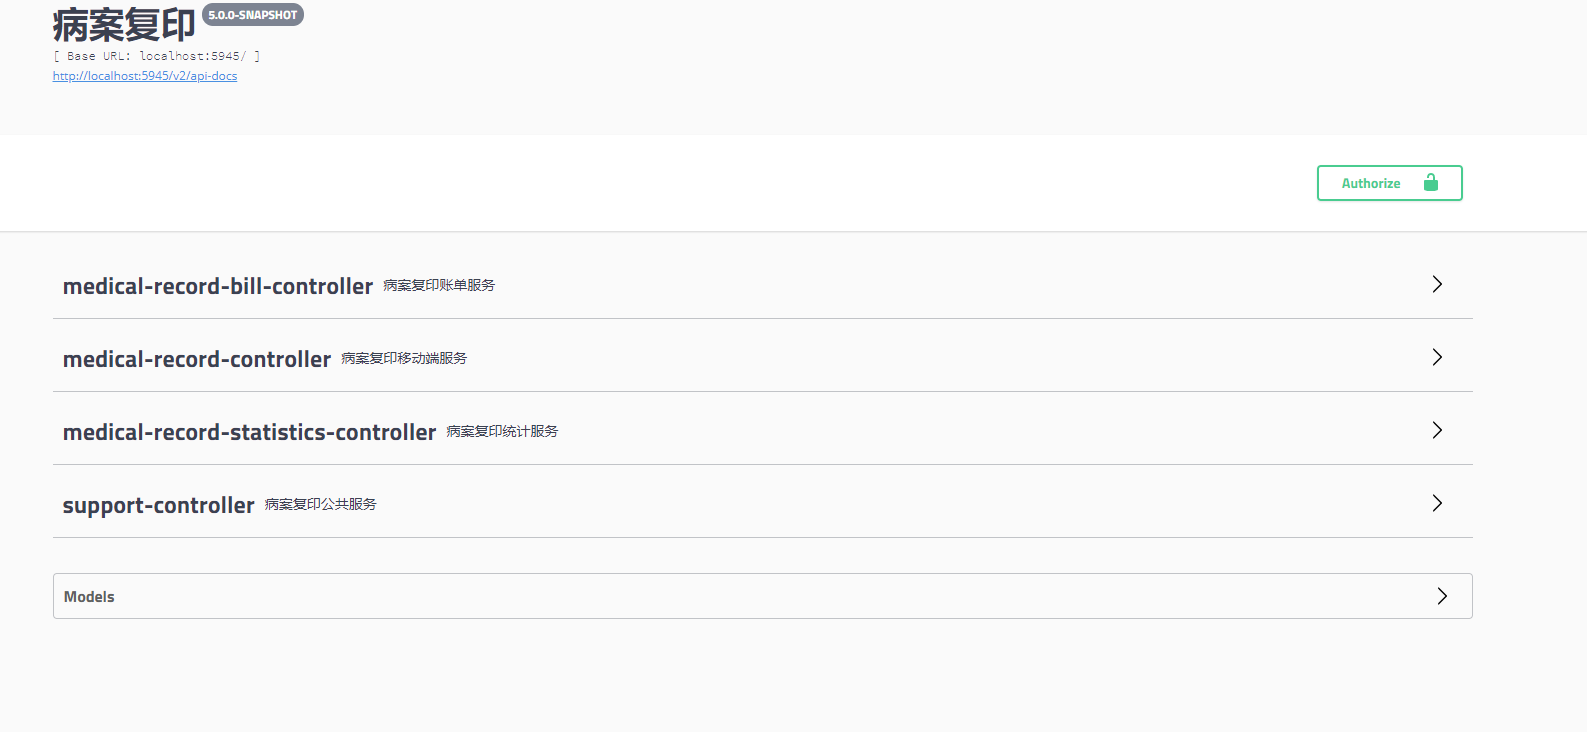 病案复印 5.0.0-SNAPSHOT
[ Base URL: localhost:5945/ ]
http://localhost:5945/v2/api-docs
Authorize
medical-record-bill-controller 病案复印账单服务
medical-record-controller 病案复印移动端服务
medical-record-statistics-controller 病案复印统计服务
support-controller 病案复印公共服务
Models